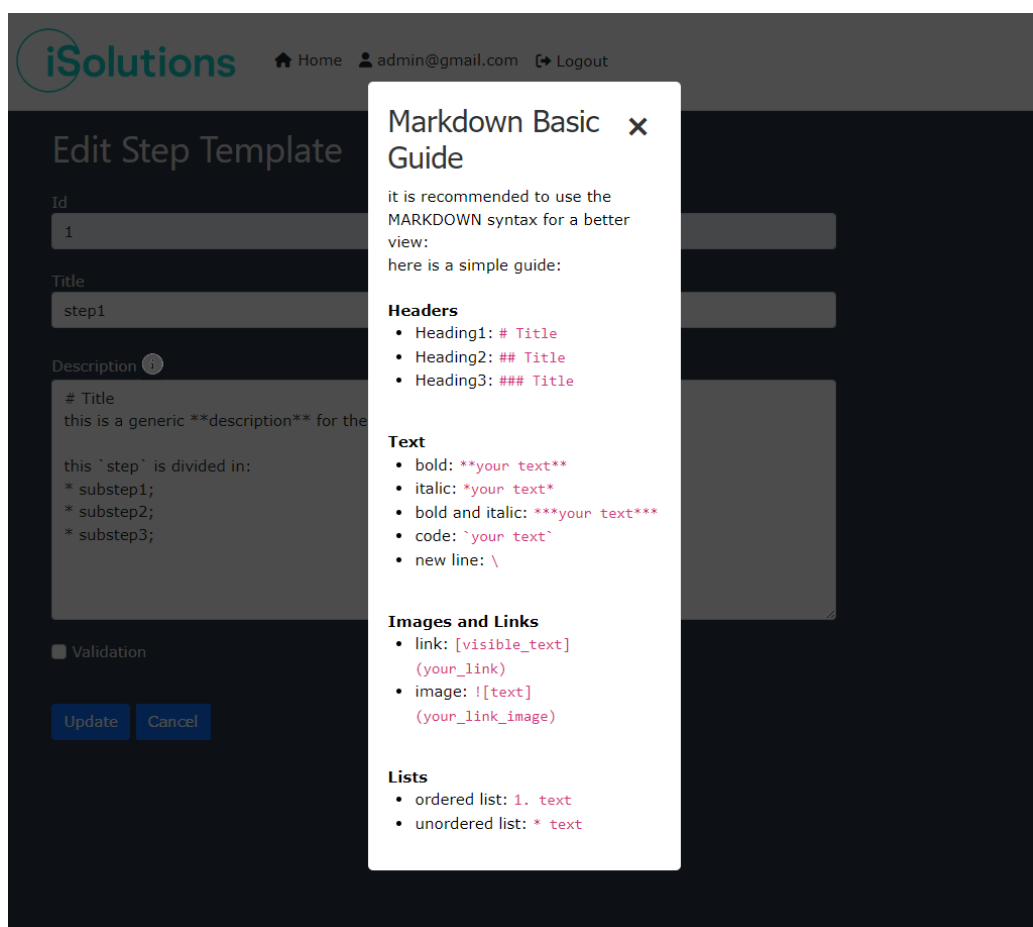 iSolutions
Home admin@gmail.com Logout
Edit Step Template
Id
1
Title
step1
Description i
# Title
this is a generic **description** for the
this `step` is divided in:
* substep1;
* substep2;
* substep3;
Validation
Update Cancel
Markdown Basic
Guide
×
it is recommended to use the
MARKDOWN syntax for a better
view:
here is a simple guide:
Headers
• Heading1: # Title
• Heading2: ## Title
• Heading3: ### Title
Text
• bold: **your text**
• italic: *your text*
• bold and italic: ***your text***
• code: `your text`
• new line: \
Images and Links
• link: [visible_text]
(your_link)
• image: ![text]
(your_link_image)
Lists
• ordered list: 1. text
• unordered list: * text